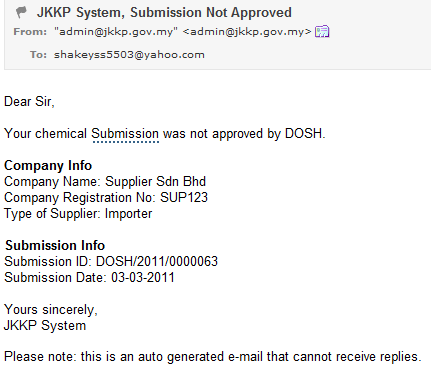 JKKP System, Submission Not Approved
From: "admin@jkkp.gov.my" <admin@jkkp.gov.my>
To: shakeyss5503@yahoo.com
Dear Sir,
Your chemical Submission was not approved by DOSH.
Company Info
Company Name: Supplier Sdn Bhd
Company Registration No: SUP123
Type of Supplier: Importer
Submission Info
Submission ID: DOSH/2011/0000063
Submission Date: 03-03-2011
Yours sincerely,
JKKP System
Please note: this is an auto generated e-mail that cannot receive replies.